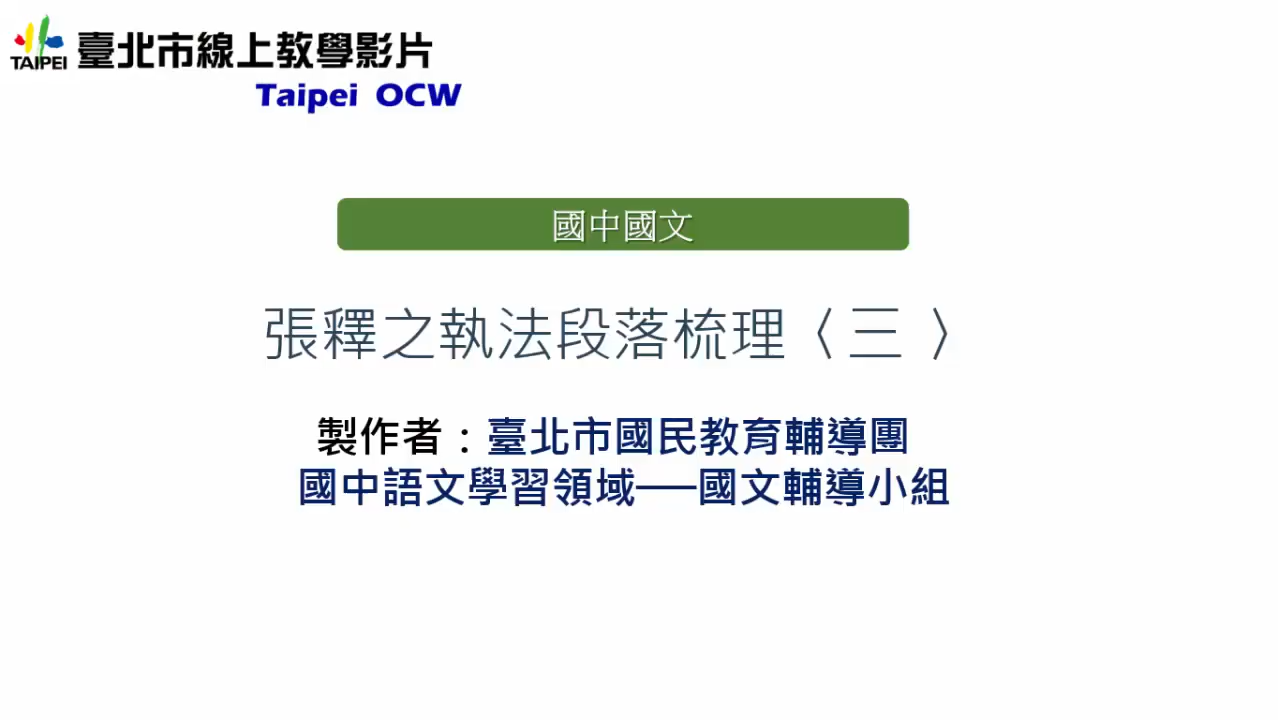 TAIPEI 臺北市線上教學影片
Taipei OCW
國中國文
張釋之執法段落梳理〈三 〉
製作者：臺北市國民教育輔導團
國中語文學習領域──國文輔導小組